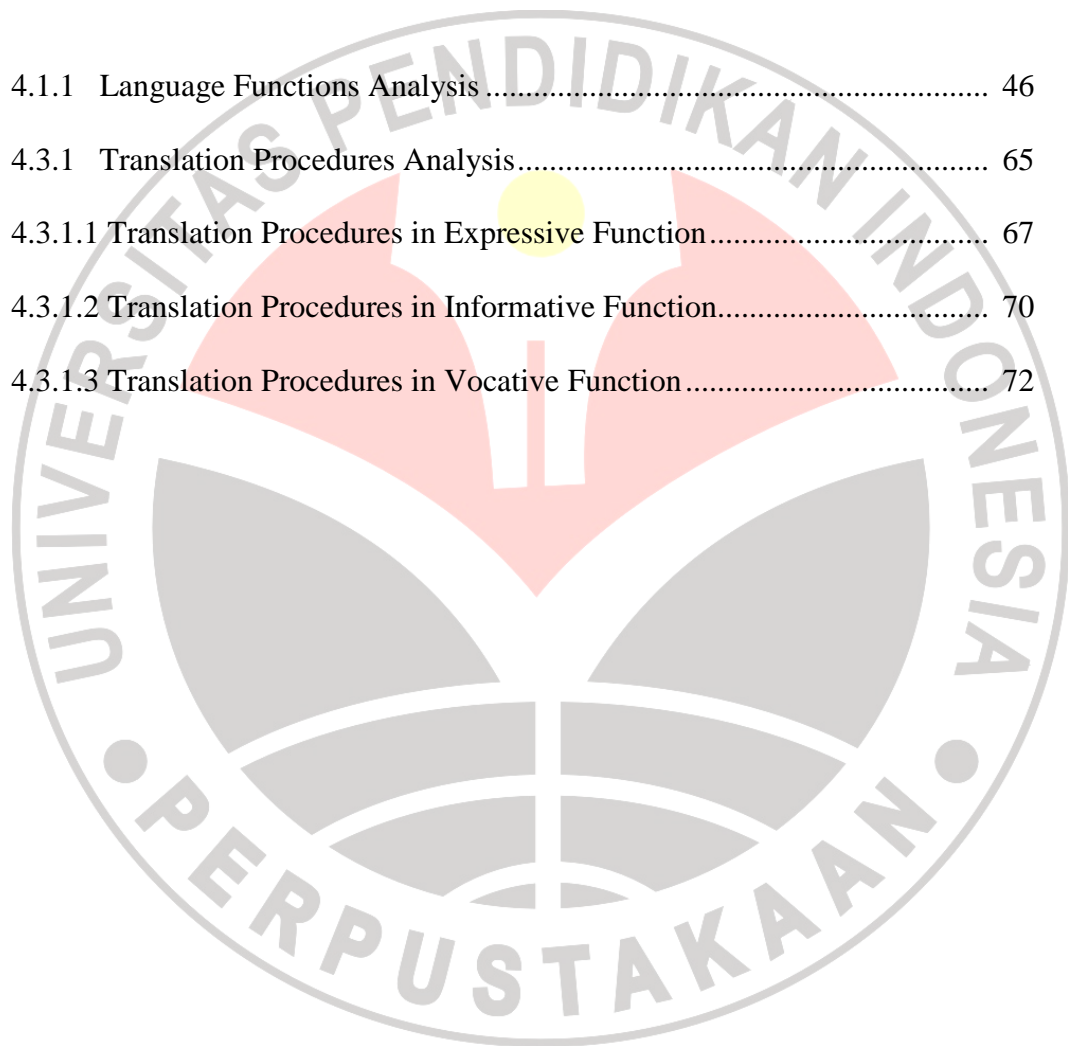 4.1.1 Language Functions Analysis ................................................................ 46
4.3.1 Translation Procedures Analysis ............................................................ 65
4.3.1.1 Translation Procedures in Expressive Function ................................... 67
4.3.1.2 Translation Procedures in Informative Function .................................. 70
4.3.1.3 Translation Procedures in Vocative Function ...................................... 72
UNIVERSITAS PENDIDIKAN INDONESIA
PERPUSTAKAAN